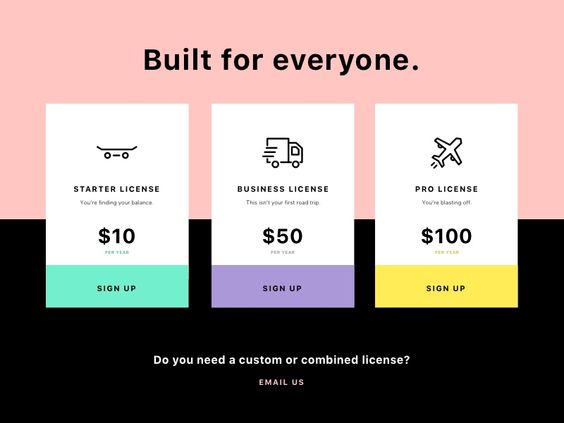 Built for everyone.
STARTER LICENSE
You're finding your balance.
$10
PER YEAR
SIGN UP
BUSINESS LICENSE
This isn't your first road trip.
$50
PER YEAR
SIGN UP
PRO LICENSE
You're blasting off.
$100
PER YEAR
SIGN UP
Do you need a custom or combined license?
EMAIL US